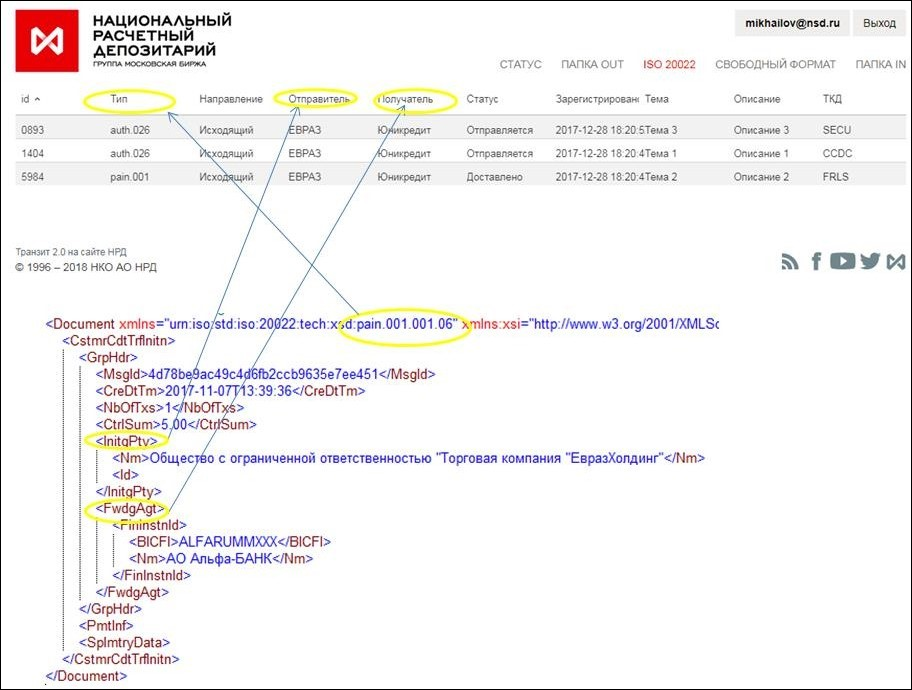 НАЦИОНАЛЬНЫЙ
РАСЧЕТНЫЙ
ДЕПОЗИТАРИЙ
ГРУППА МОСКОВСКАЯ БИРЖА
mikhailov@nsd.ru Выход
СТАТУС ПАПКА OUT ISO 20022 СВОБОДНЫЙ ФОРМАТ ПАПКА IN
id Тип Направление Отправитель Получатель Статус Зарегистрировано Тема Описание ТКД
0893 auth.026 Исходящий ЕВРАЗ Юникредит Отправляется 2017-12-28 18:20:5 Тема 3 Описание 3 SECU
1404 auth.026 Исходящий ЕВРАЗ Юникредит Отправляется 2017-12-28 18:20:4 Тема 1 Описание 1 CCDC
5984 pain.001 Исходящий ЕВРАЗ Юникредит Доставлено 2017-12-28 18:20:4 Тема 2 Описание 2 FRLS
Транзит 2.0 на сайте НРД
© 1996 – 2018 НКО АО НРД
<Document xmlns="urn:iso:std:iso:20022:tech:xsd:pain.001.001.06" xmlns:xsi="http://www.w3.org/2001/XMLSc
<CstmrCdtTrfInitn>
<GrpHdr>
<MsgId>4d78be9ac49c4d6fb2ccb9635e7ee451</MsgId>
<CreDtTm>2017-11-07T13:39:36</CreDtTm>
<NbOfTxs>1</NbOfTxs>
<CtrlSum>5.00</CtrlSum>
<InitgPty>
<Nm>Общество с ограниченной ответственностью "Торговая компания "ЕвразХолдинг"</Nm>
<Id>
</InitgPty>
<FwdgAgt>
<FinInstnId>
<BICFI>ALFARUMMXXX</BICFI>
<Nm>АО Альфа-БАНК</Nm>
</FinInstnId>
</FwdgAgt>
</GrpHdr>
<PmtInf>
<SplmtryData>
</CstmrCdtTrfInitn>
</Document>